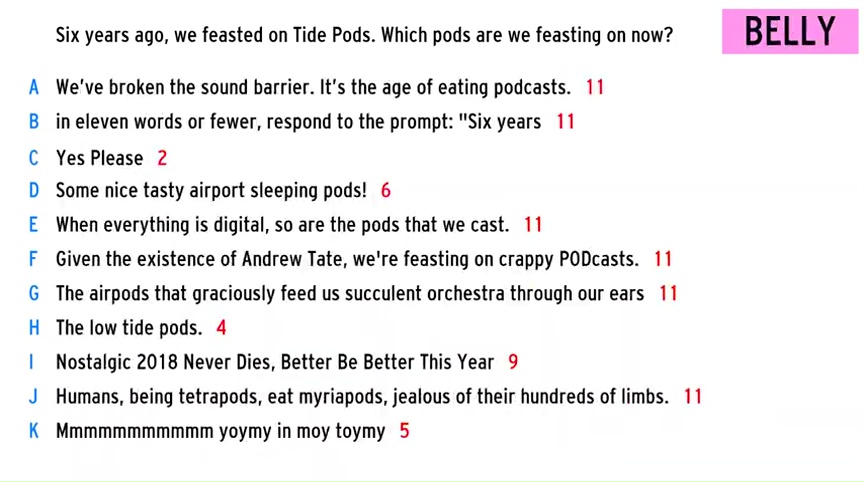 Six years ago, we feasted on Tide Pods. Which pods are we feasting on now?
BELLY
A We've broken the sound barrier. It's the age of eating podcasts. 11
B in eleven words or fewer, respond to the prompt: "Six years 11
C Yes Please 2
D Some nice tasty airport sleeping pods! 6
E When everything is digital, so are the pods that we cast. 11
F Given the existence of Andrew Tate, we're feasting on crappy PODcasts. 11
G The airpods that graciously feed us succulent orchestra through our ears 11
H The low tide pods. 4
I Nostalgic 2018 Never Dies, Better Be Better This Year 9
J Humans, being tetrapods, eat myriapods, jealous of their hundreds of limbs. 11
K Mmmmmmmmmmm yoymy in moy toymy 5